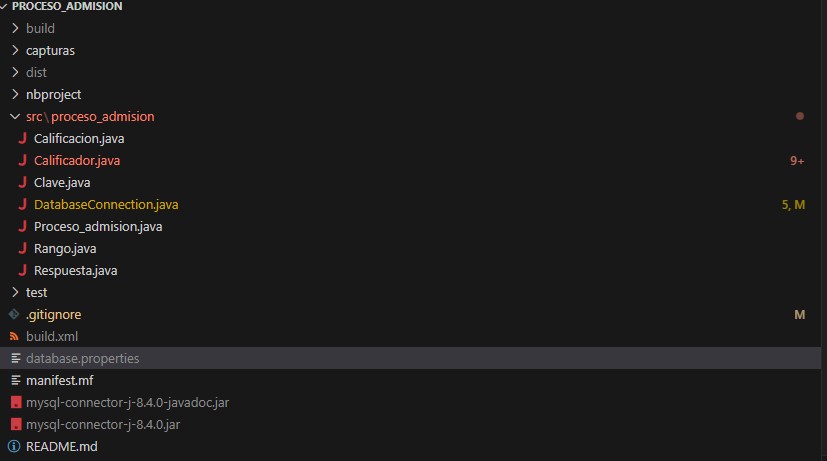 PROCESO_ADMISION
build
capturas
dist
nbproject
src\proceso_admision
Calificacion.java
Calificador.java 9+
Clave.java
DatabaseConnection.java 5, M
Proceso_admision.java
Rango.java
Respuesta.java
test
.gitignore M
build.xml
database.properties
manifest.mf
mysql-connector-j-8.4.0-javadoc.jar
mysql-connector-j-8.4.0.jar
README.md